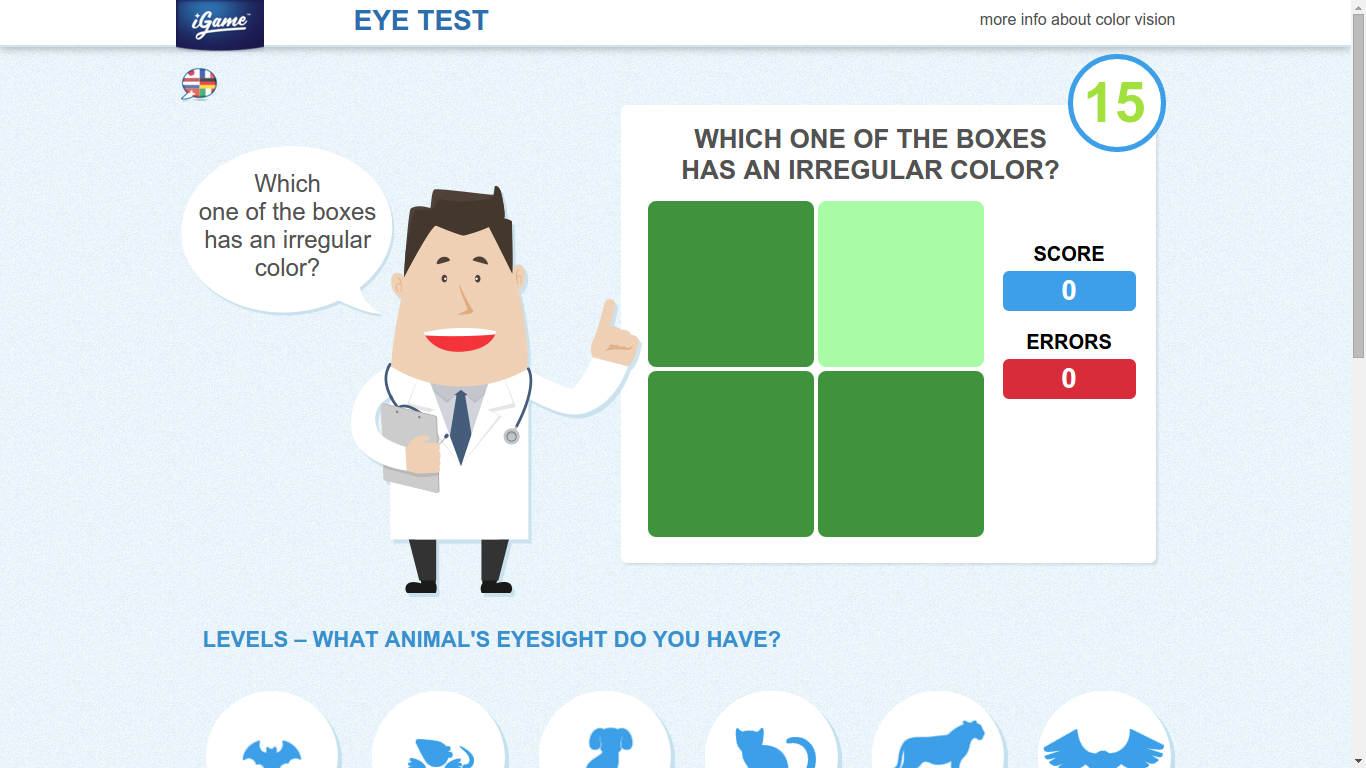 iGame™
EYE TEST
more info about color vision
15
Which
one of the boxes
has an irregular
color?
WHICH ONE OF THE BOXES
HAS AN IRREGULAR COLOR?
SCORE
0
ERRORS
0
LEVELS – WHAT ANIMAL'S EYESIGHT DO YOU HAVE?